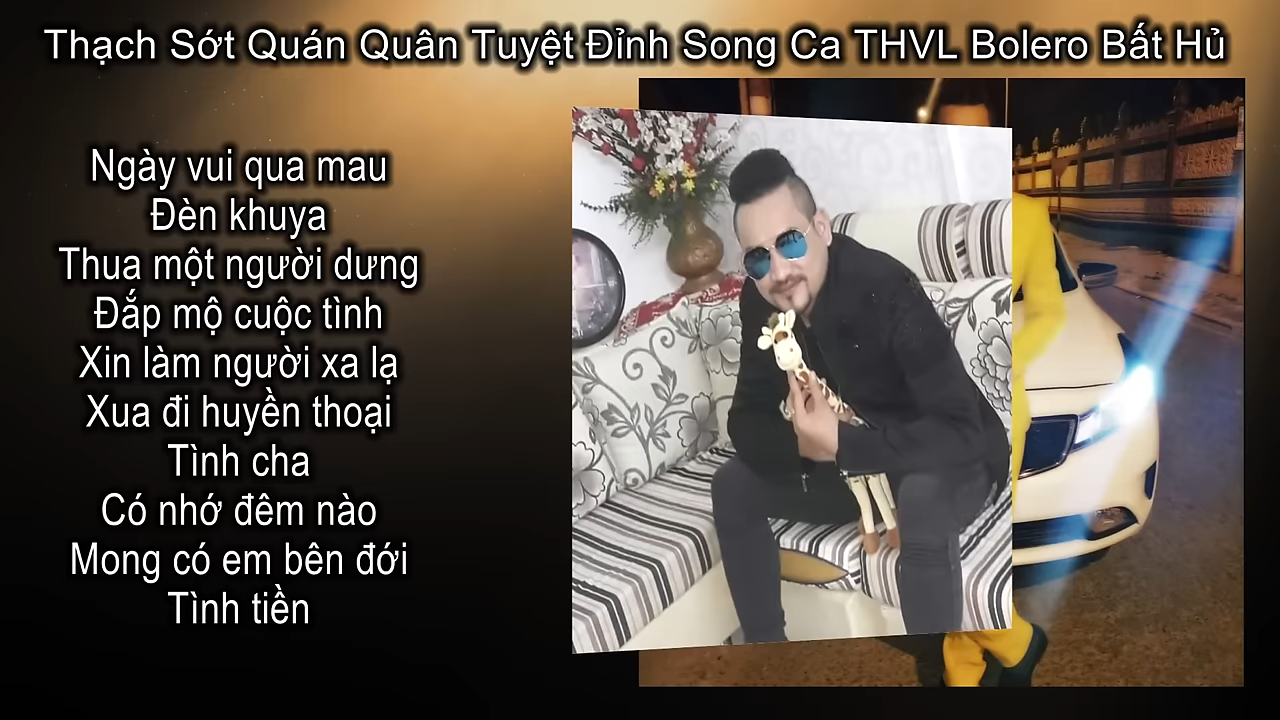 Thạch Sớt Quán Quân Tuyệt Đỉnh Song Ca THVL Bolero Bất Hủ
Ngày vui qua mau
Đèn khuya
Thua một người dưng
Đắp mộ cuộc tình
Xin làm người xa lạ
Xua đi huyền thoại
Tình cha
Có nhớ đêm nào
Mong có em bên đới
Tình tiền